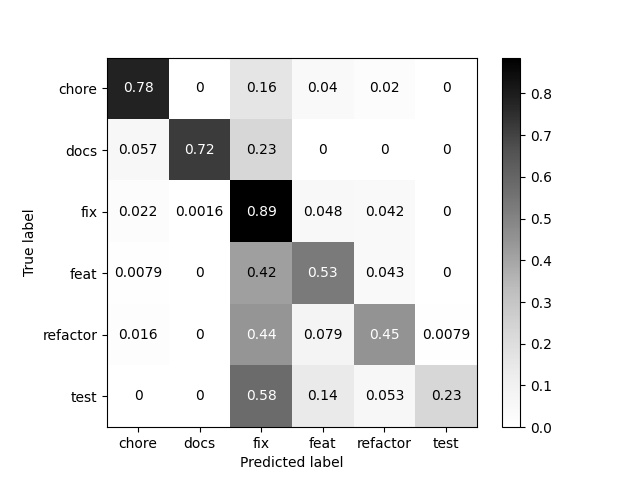 chore 0.78 0 0.16 0.04 0.02 0
docs 0.057 0.72 0.23 0 0 0
fix 0.022 0.0016 0.89 0.048 0.042 0
feat 0.0079 0 0.42 0.53 0.043 0
refactor 0.016 0 0.44 0.079 0.45 0.0079
test 0 0 0.58 0.14 0.053 0.23
chore docs fix feat refactor test
Predicted label
True label
0.8
0.7
0.6
0.5
0.4
0.3
0.2
0.1
0.0